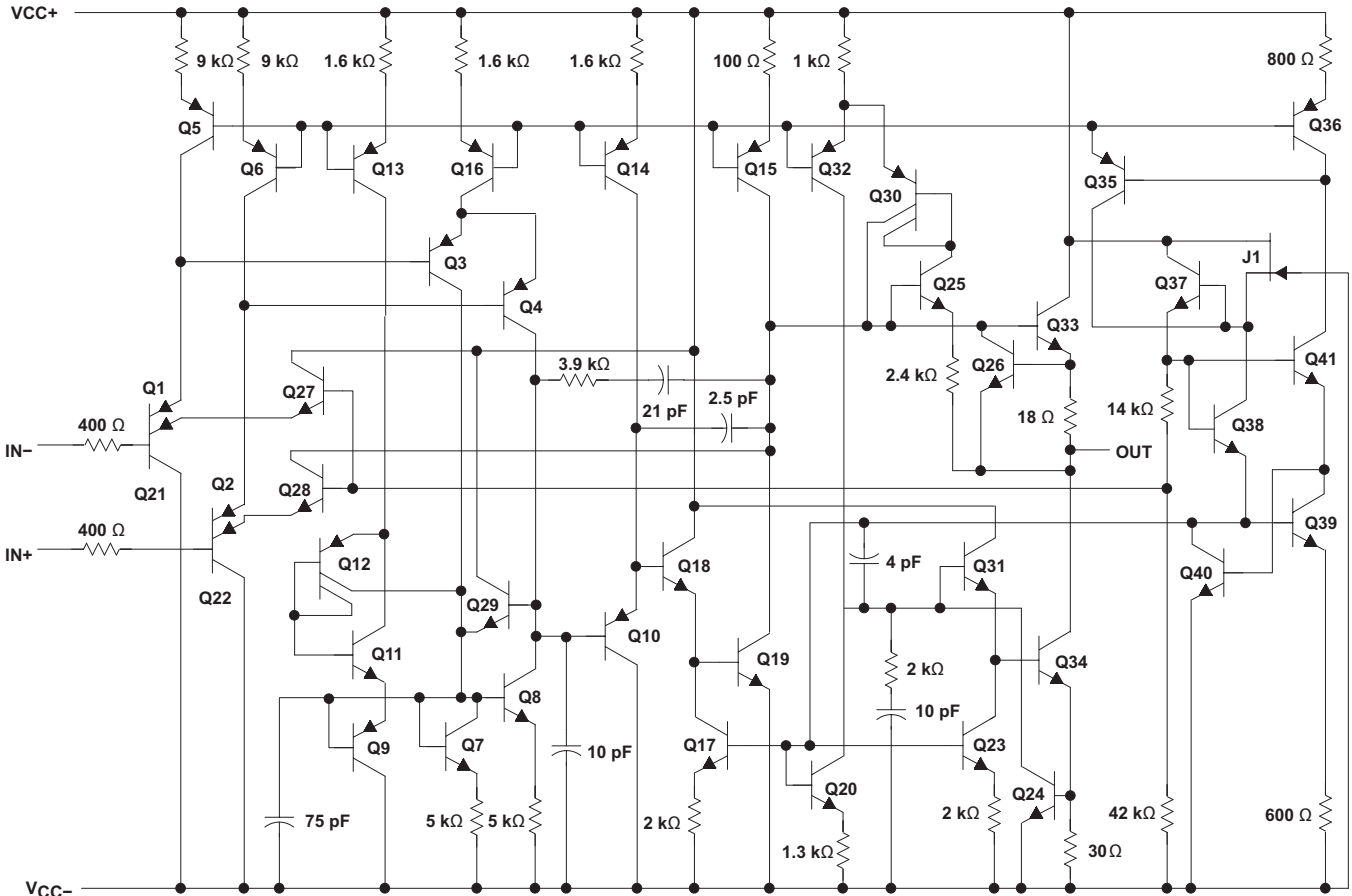 VCC+
9 kΩ
9 kΩ
1.6 kΩ
1.6 kΩ
1.6 kΩ
100 Ω
1 kΩ
800 Ω
Q5
Q6
Q13
Q16
Q14
Q15
Q32
Q30
Q35
Q36
Q3
Q4
Q25
J1
Q37
Q33
Q26
Q41
3.9 kΩ
21 pF
2.5 pF
2.4 kΩ
18 Ω
14 kΩ
Q38
Q1
Q27
400 Ω
IN−
OUT
Q21
Q2
Q28
400 Ω
IN+
Q39
Q22
Q12
Q29
Q18
4 pF
Q31
Q40
Q10
Q11
Q19
Q34
2 kΩ
Q8
10 pF
Q9
Q7
10 pF
Q17
Q23
Q20
Q24
75 pF
5 kΩ
5 kΩ
2 kΩ
1.3 kΩ
2 kΩ
30 Ω
42 kΩ
600 Ω
VCC−